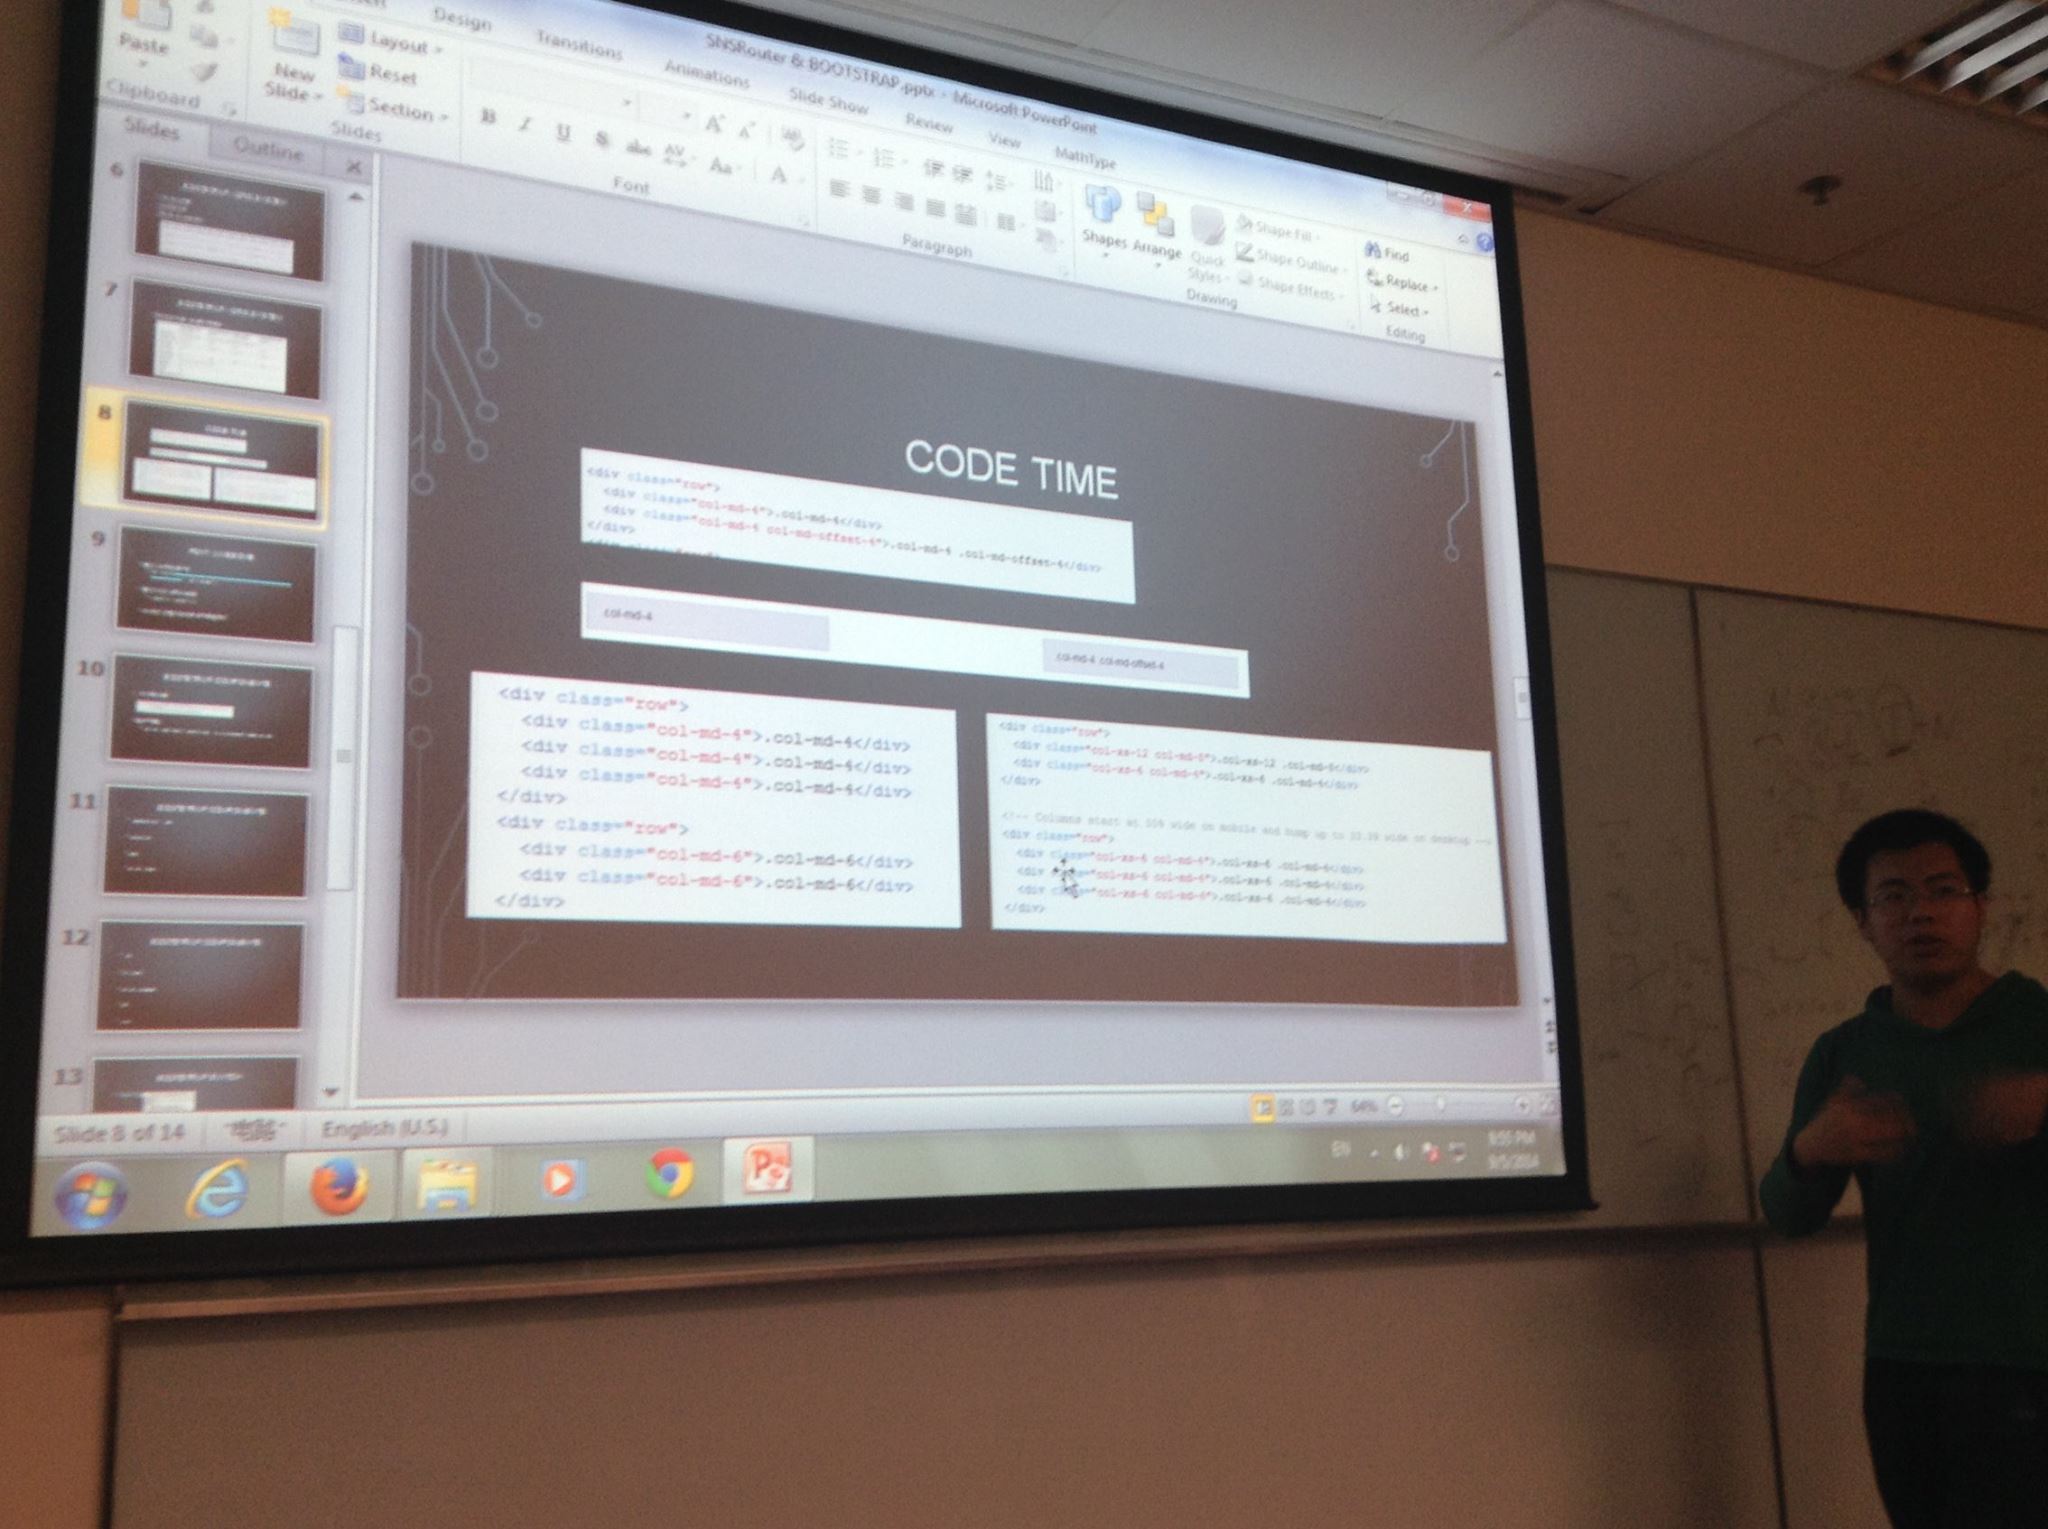 SNSRouter & BOOTSTRAP.pptx - Microsoft PowerPoint
Design Transitions Animations Slide Show Review View MathType
Paste
Clipboard
New
Slide
Layout
Reset
Section
Slides
Font
Paragraph
Shapes Arrange Quick
Styles
Shape Fill
Shape Outline
Shape Effects
Drawing
Find
Replace
Select
Editing
Slides Outline
6
7
8
9
10
11
12
13
CODE TIME
<div class="row">
<div class="col-md-4">.col-md-4</div>
<div class="col-md-4 col-md-offset-4">.col-md-4 .col-md-offset-4</div>
</div>
.col-md-4
.col-md-4 .col-md-offset-4
<div class="row">
<div class="col-md-4">.col-md-4</div>
<div class="col-md-4">.col-md-4</div>
<div class="col-md-4">.col-md-4</div>
</div>
<div class="row">
<div class="col-md-6">.col-md-6</div>
<div class="col-md-6">.col-md-6</div>
</div>
<div class="row">
<div class="col-xs-12 col-md-8">.col-xs-12 .col-md-8</div>
<div class="col-xs-6 col-md-4">.col-xs-6 .col-md-4</div>
</div>
<!-- Columns start at 50% wide on mobile and bump up to 33.3% wide on desktop -->
<div class="row">
<div class="col-xs-6 col-md-4">.col-xs-6 .col-md-4</div>
<div class="col-xs-6 col-md-4">.col-xs-6 .col-md-4</div>
<div class="col-xs-6 col-md-4">.col-xs-6 .col-md-4</div>
</div>
Slide 8 of 14 "电路" English (U.S.) 64%
EN
9/5/2014